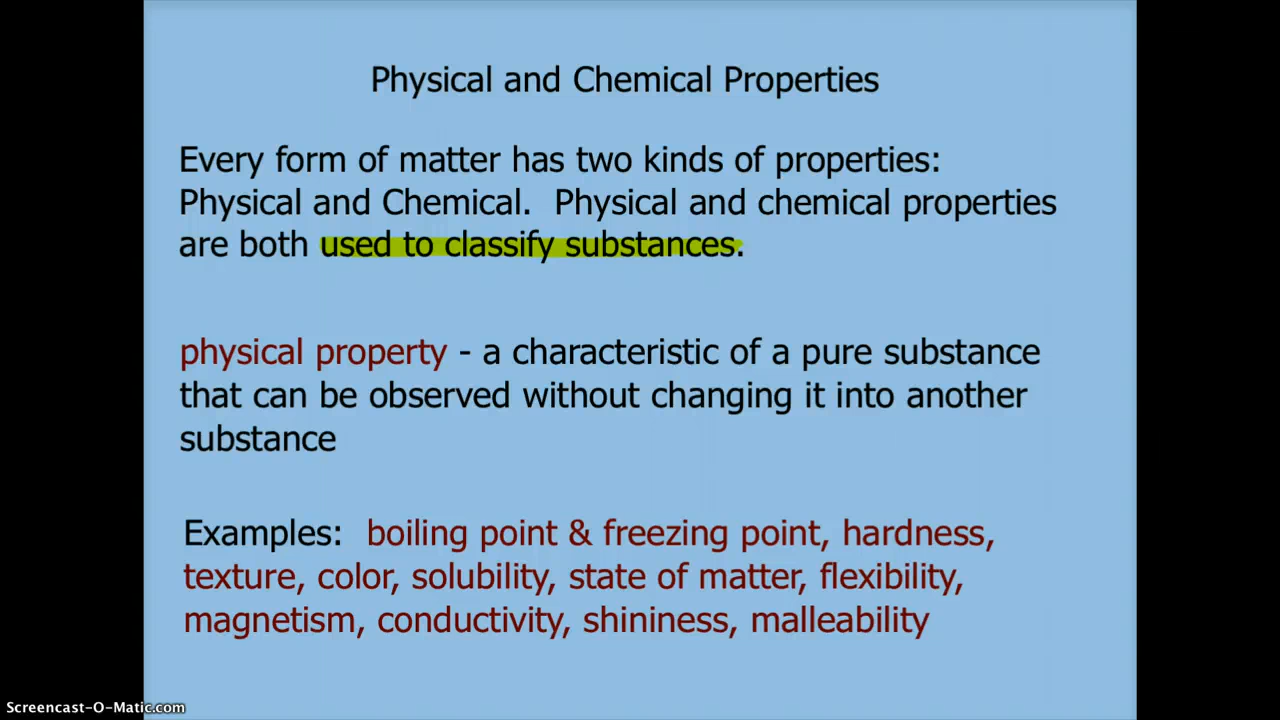 Physical and Chemical Properties
Every form of matter has two kinds of properties:
Physical and Chemical.  Physical and chemical properties
are both used to classify substances.
physical property - a characteristic of a pure substance
that can be observed without changing it into another
substance
Examples:  boiling point & freezing point, hardness,
texture, color, solubility, state of matter, flexibility,
magnetism, conductivity, shininess, malleability
Screencast-O-Matic.com